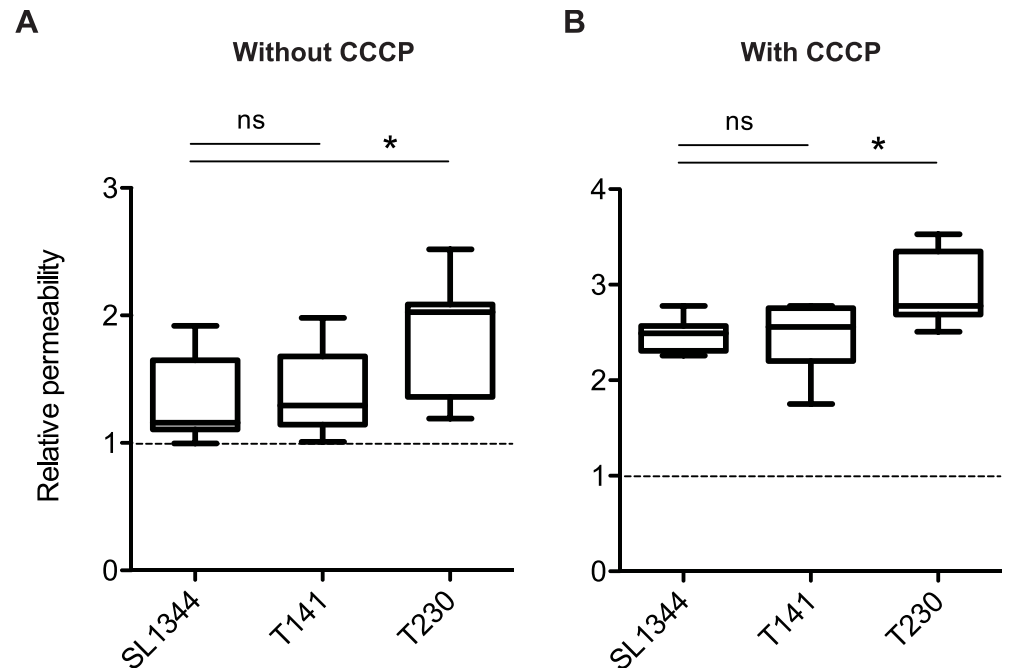 A
Without CCCP
ns
*
Relative permeability
3
2
1
0
SL1344
T141
T230
B
With CCCP
ns
*
4
3
2
1
0
SL1344
T141
T230